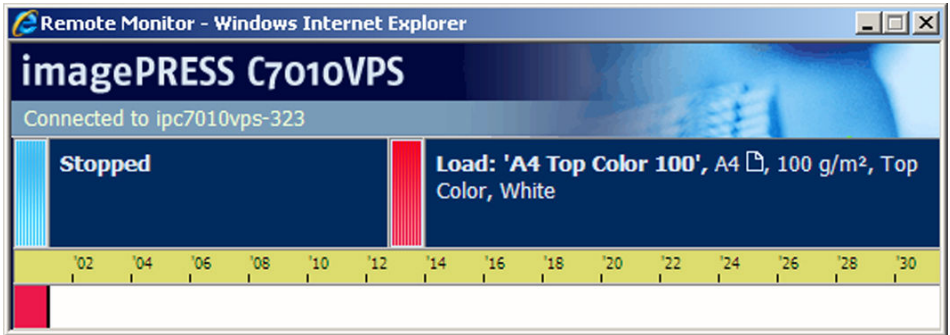 Remote Monitor - Windows Internet Explorer
imagePRESS C7010VPS
Connected to ipc7010vps-323
Stopped
Load: 'A4 Top Color 100', A4 , 100 g/m², Top
Color, White
'02 '04 '06 '08 '10 '12 '14 '16 '18 '20 '22 '24 '26 '28 '30